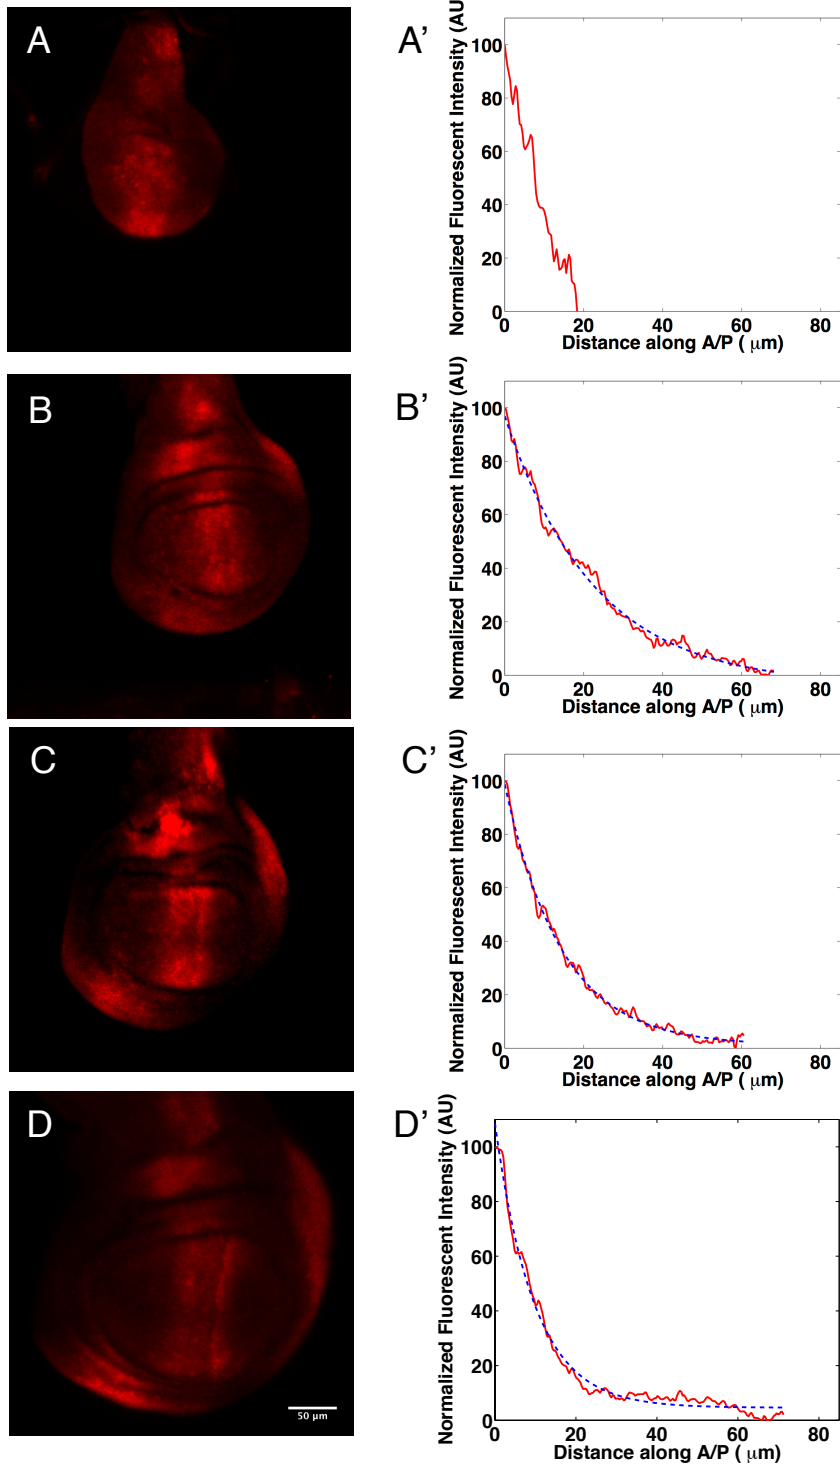 A
A’
Normalized Fluorescent Intensity (AU)
100
80
60
40
20
0
0 20 40 60 80
Distance along A/P ( μm)
B
B’
Normalized Fluorescent Intensity (AU)
100
80
60
40
20
0
0 20 40 60 80
Distance along A/P ( μm)
C
C’
Normalized Fluorescent Intensity (AU)
100
80
60
40
20
0
0 20 40 60 80
Distance along A/P ( μm)
D
50 μm
D’
Normalized Fluorescent Intensity (AU)
100
80
60
40
20
0
0 20 40 60 80
Distance along A/P ( μm)